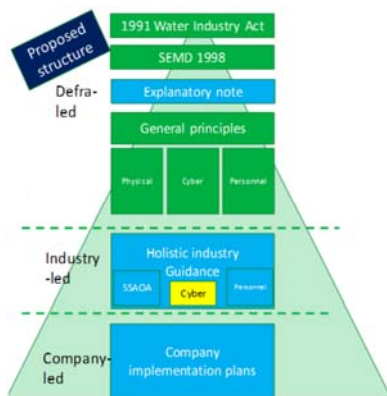 Proposed
structure
1991 Water Industry Act
SEMD 1998
Defra-
led
Explanatory note
General principles
Physical
Cyber
Personnel
Industry
-led
Holistic industry
Guidance
SSAOA
Cyber
Personnel
Company-
led
Company
implementation plans